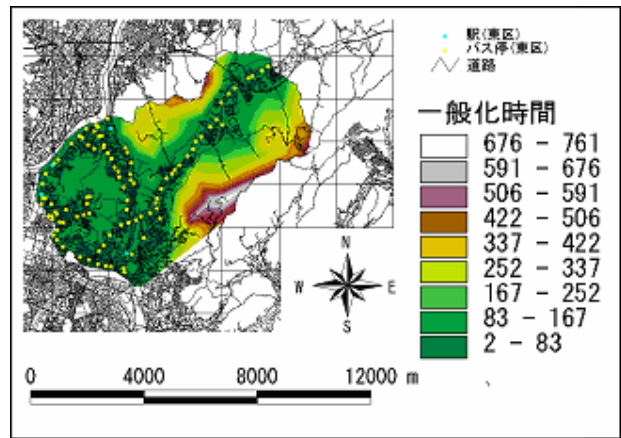 駅(東区)
バス停(東区)
道路
一般化時間
676 - 761
591 - 676
506 - 591
422 - 506
337 - 422
252 - 337
167 - 252
83 - 167
2 - 83
N
W E
S
0 4000 8000 12000 m